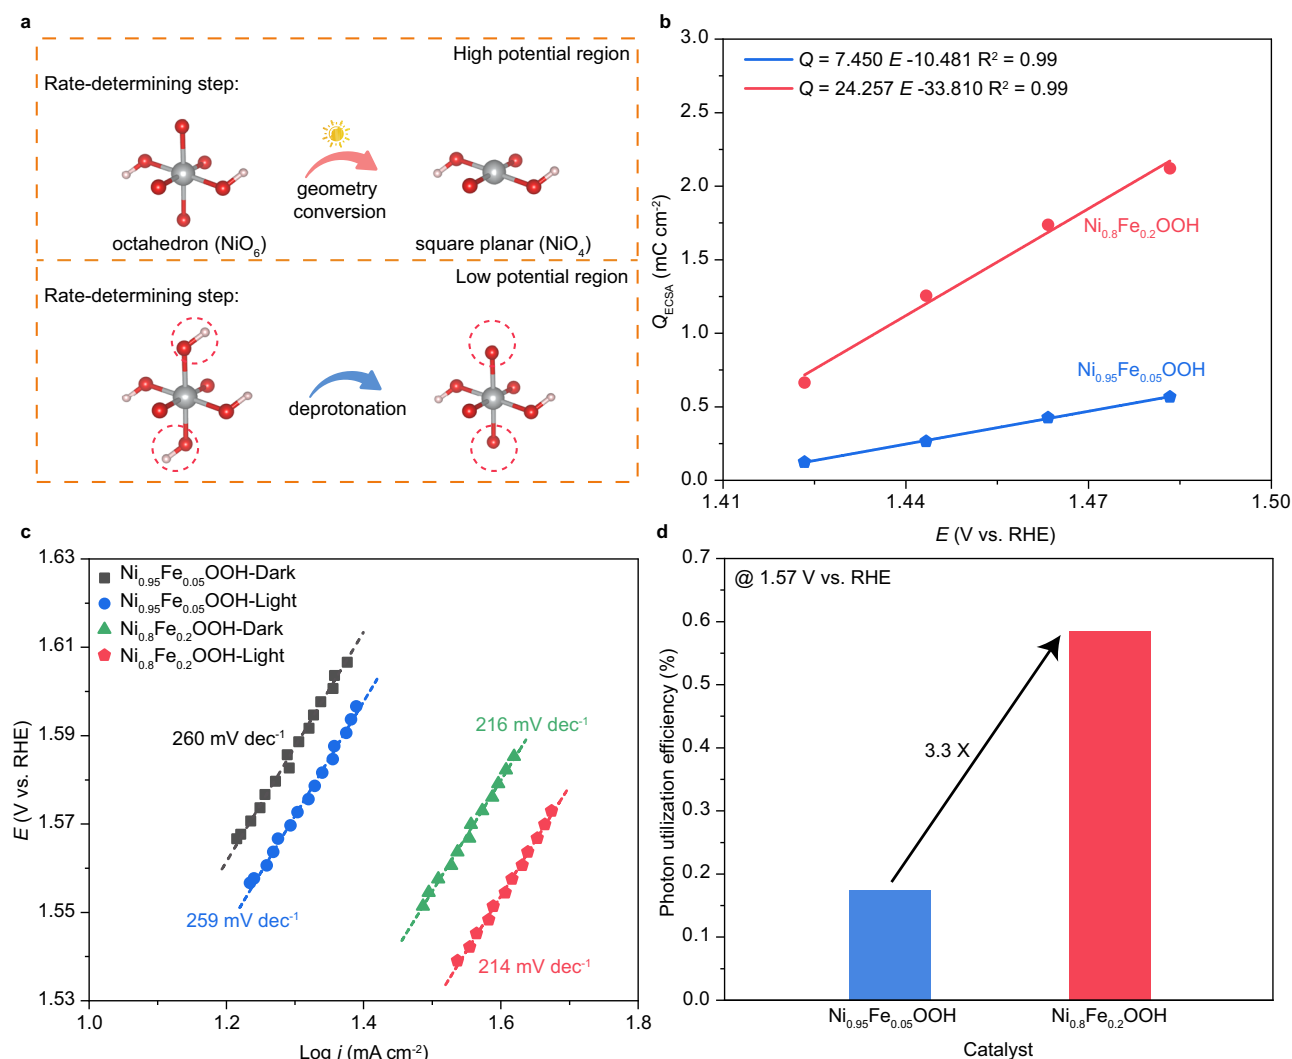 a
High potential region
Rate-determining step:
geometry
conversion
octahedron (NiO6)
square planar (NiO4)
Low potential region
Rate-determining step:
deprotonation
b
3.0
2.5
2.0
1.5
1.0
0.5
0.0
QECSA (mC cm-2)
Q = 7.450 E -10.481 R2 = 0.99
Q = 24.257 E -33.810 R2 = 0.99
Ni0.8Fe0.2OOH
Ni0.95Fe0.05OOH
1.41
1.44
1.47
1.50
E (V vs. RHE)
c
1.63
1.61
1.59
1.57
1.55
1.53
E (V vs. RHE)
Ni0.95Fe0.05OOH-Dark
Ni0.95Fe0.05OOH-Light
Ni0.8Fe0.2OOH-Dark
Ni0.8Fe0.2OOH-Light
260 mV dec-1
216 mV dec-1
259 mV dec-1
214 mV dec-1
1.0
1.2
1.4
1.6
1.8
Log j (mA cm-2)
d
0.7
0.6
0.5
0.4
0.3
0.2
0.1
0.0
Photon utilization efficiency (%)
@ 1.57 V vs. RHE
3.3 X
Ni0.95Fe0.05OOH
Ni0.8Fe0.2OOH
Catalyst